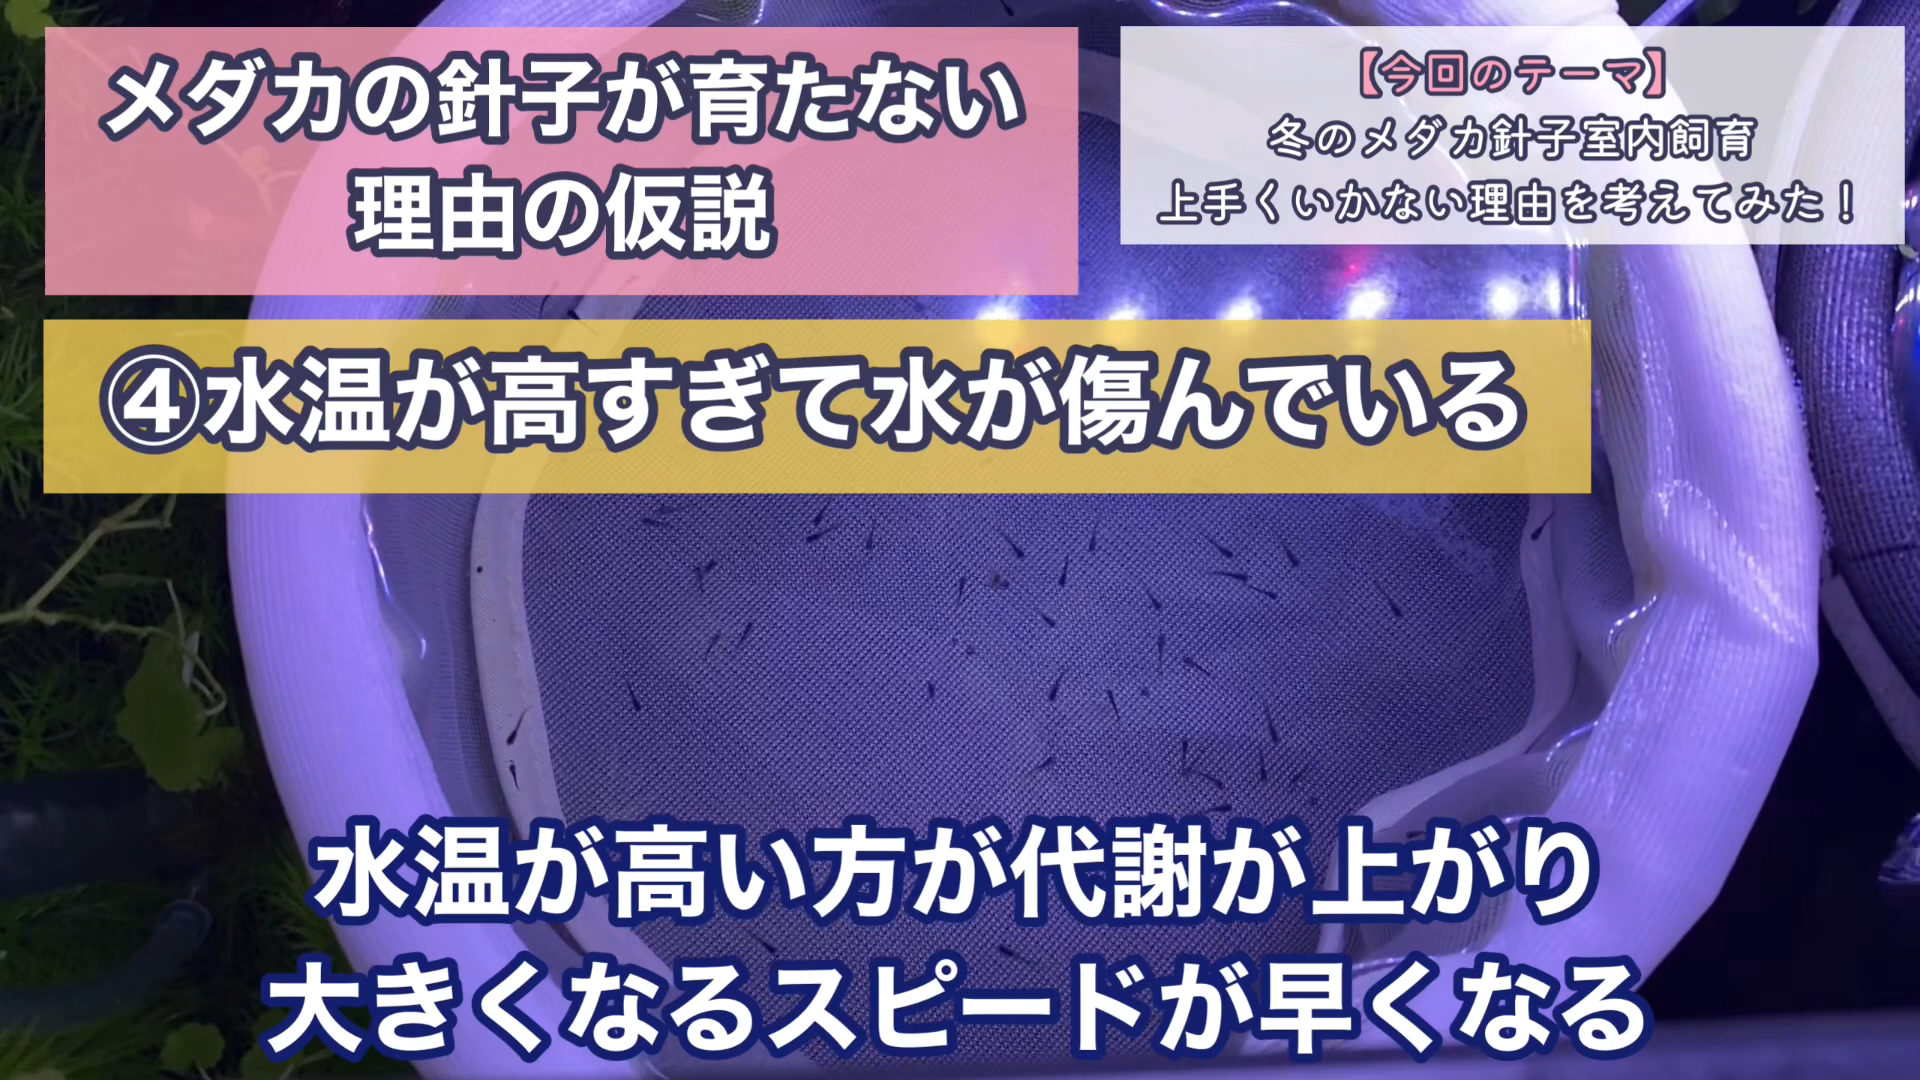 メダカの針子が育たない
理由の仮説
【今回のテーマ】
冬のメダカ針子室内飼育
上手くいかない理由を考えてみた！
④水温が高すぎて水が傷んでいる
水温が高い方が代謝が上がり
大きくなるスピードが早くなる